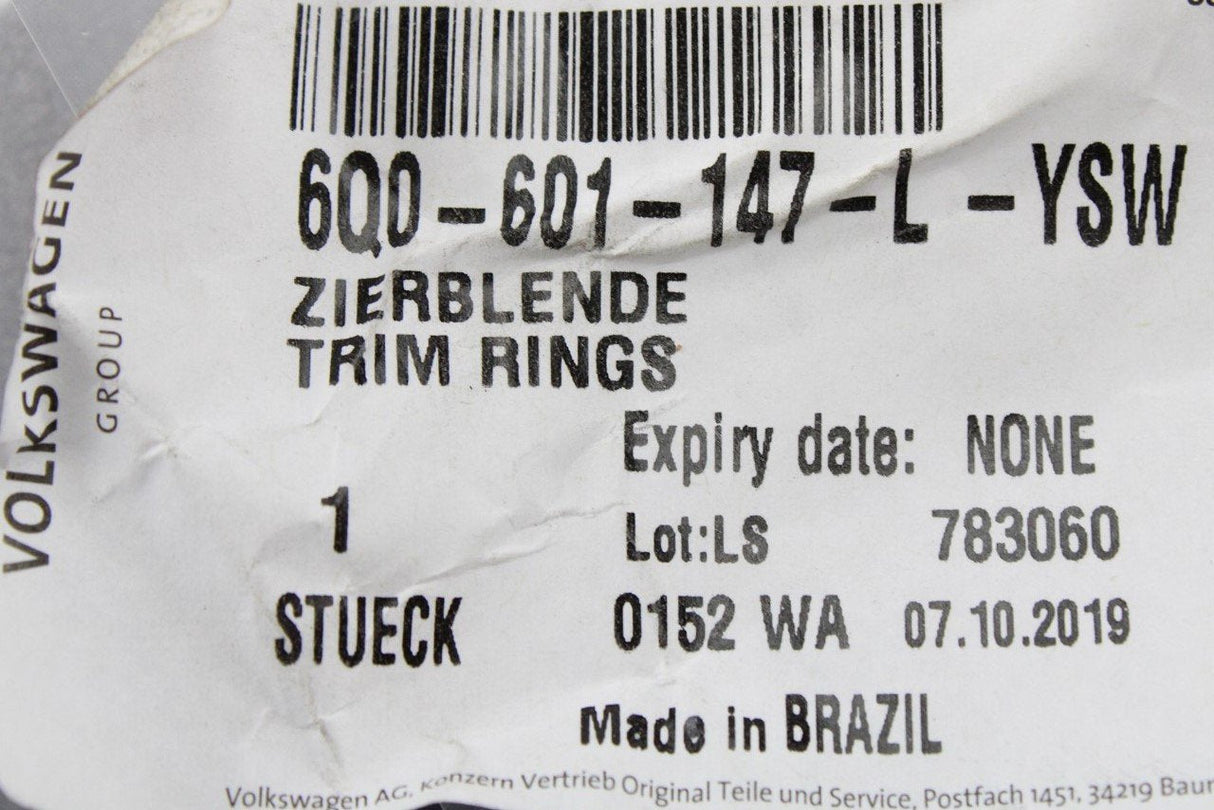 6Q0-601-147-L-YSW
ZIERBLENDE
TRIM RINGS
Expiry date: NONE
1
Lot:LS 783060
STUECK 0152 WA 07.10.2019
Made in BRAZIL
Volkswagen AG, Konzern Vertrieb Original Teile und Service, Postfach 1451, 34219
VOLKSWAGEN
GROUP